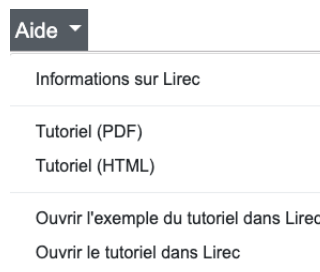 Aide
Informations sur Lirec
Tutoriel (PDF)
Tutoriel (HTML)
Ouvrir l'exemple du tutoriel dans Lirec
Ouvrir le tutoriel dans Lirec